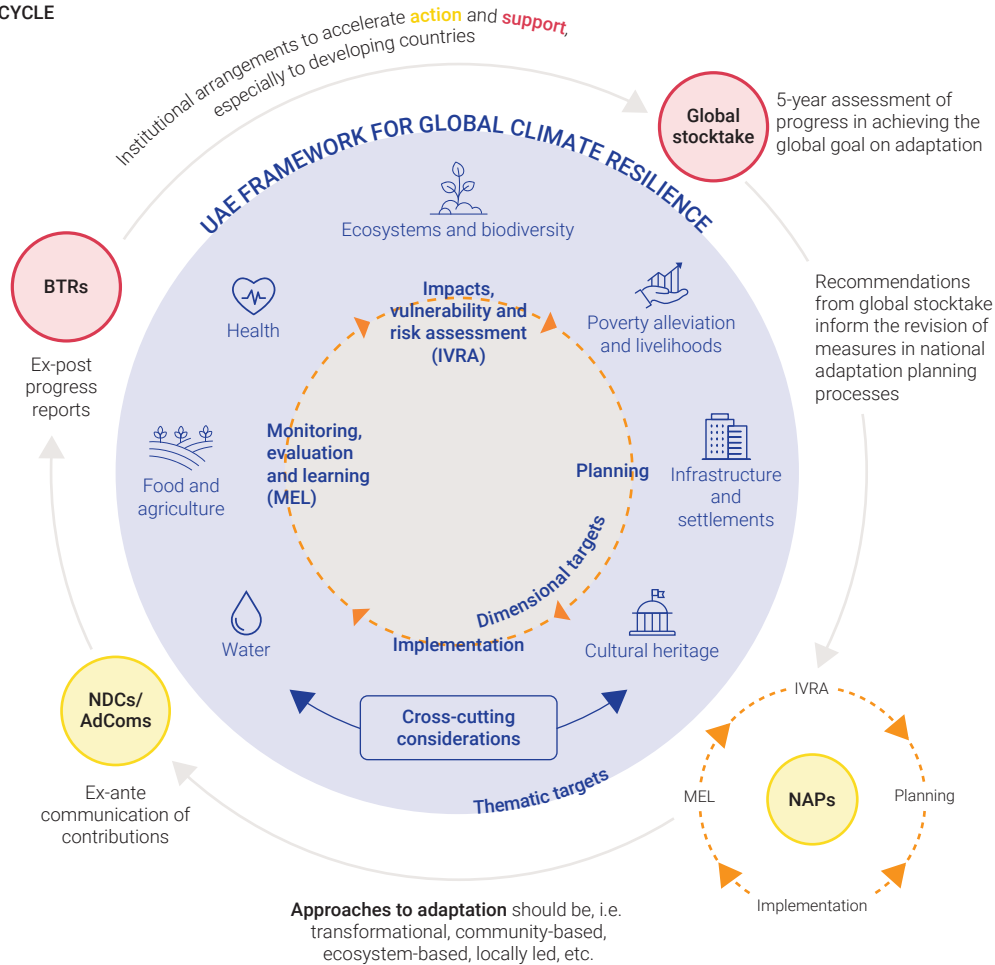 CYCLE
Institutional arrangements to accelerate action and support,
especially to developing countries
Global
stocktake
5-year assessment of
progress in achieving the
global goal on adaptation
UAE FRAMEWORK FOR GLOBAL CLIMATE RESILIENCE
Ecosystems and biodiversity
BTRs
Ex-post
progress
reports
Health
Impacts,
vulnerability and
risk assessment
(IVRA)
Poverty alleviation
and livelihoods
Recommendations
from global stocktake
inform the revision of
measures in national
adaptation planning
processes
Food and
agriculture
Monitoring,
evaluation
and learning
(MEL)
Planning
Infrastructure
and
settlements
Dimensional targets
Water
Implementation
Cultural heritage
NDCs/
AdComs
Ex-ante
communication of
contributions
Cross-cutting
considerations
Thematic targets
IVRA
MEL
NAPs
Planning
Implementation
Approaches to adaptation should be, i.e.
transformational, community-based,
ecosystem-based, locally led, etc.